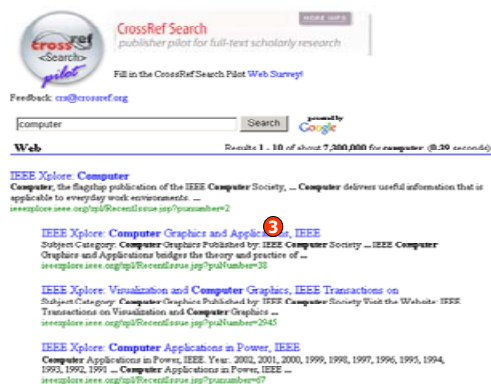 MORE INFO
CrossRef Search
publisher pilot for full-text scholarly research
crossref
<Search>
pilot
Fill in the CrossRef Search Pilot Web Survey!
Feedback: crs@crossref.org
computer
Search
powered by
Google
Web
Results 1 - 10 of about 7,200,000 for computer (0.39 seconds)
IEEE Xplore: Computer
Computer, the flagship publication of the IEEE Computer Society, ... Computer delivers useful information that is
applicable to everyday work environments. ...
ieeexplore.ieee.org/xpl/RecentIssue.jsp?punumber=2
3
IEEE Xplore: Computer Graphics and Applications, IEEE
Subject Category: Computer Graphics Published by: IEEE Computer Society ... IEEE Computer
Graphics and Applications bridges the theory and practice of ...
ieeexplore.ieee.org/xpl/RecentIssue.jsp?puNumber=38
IEEE Xplore: Visualization and Computer Graphics, IEEE Transactions on
Subject Category: Computer Graphics Published by: IEEE Computer Society Visit the Website: IEEE
Transactions on Visualization and Computer Graphics ...
ieeexplore.ieee.org/xpl/RecentIssue.jsp?puNumber=2945
IEEE Xplore: Computer Applications in Power, IEEE
Computer Applications in Power, IEEE. Year: 2002, 2001, 2000, 1999, 1998, 1997, 1996, 1995, 1994,
1993, 1992, 1991 ... Computer Applications in Power, IEEE ...
ieeexplore.ieee.org/xpl/RecentIssue.jsp?punumber=67